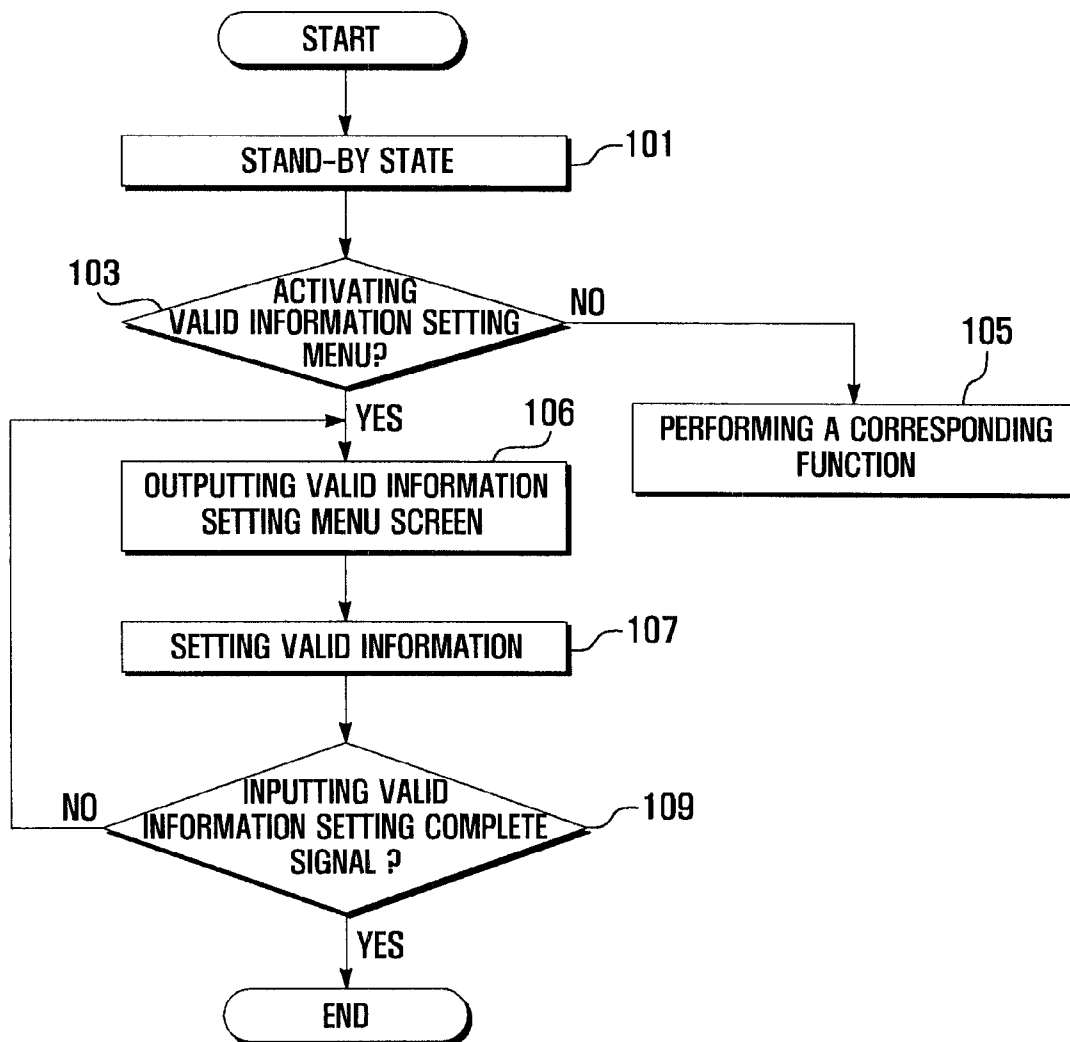 START
STAND-BY STATE
101
103
ACTIVATING
VALID INFORMATION SETTING
MENU?
NO
105
PERFORMING A CORRESPONDING
FUNCTION
YES
106
OUTPUTTING VALID INFORMATION
SETTING MENU SCREEN
SETTING VALID INFORMATION
107
NO
INPUTTING VALID
INFORMATION SETTING COMPLETE
SIGNAL ?
109
YES
END